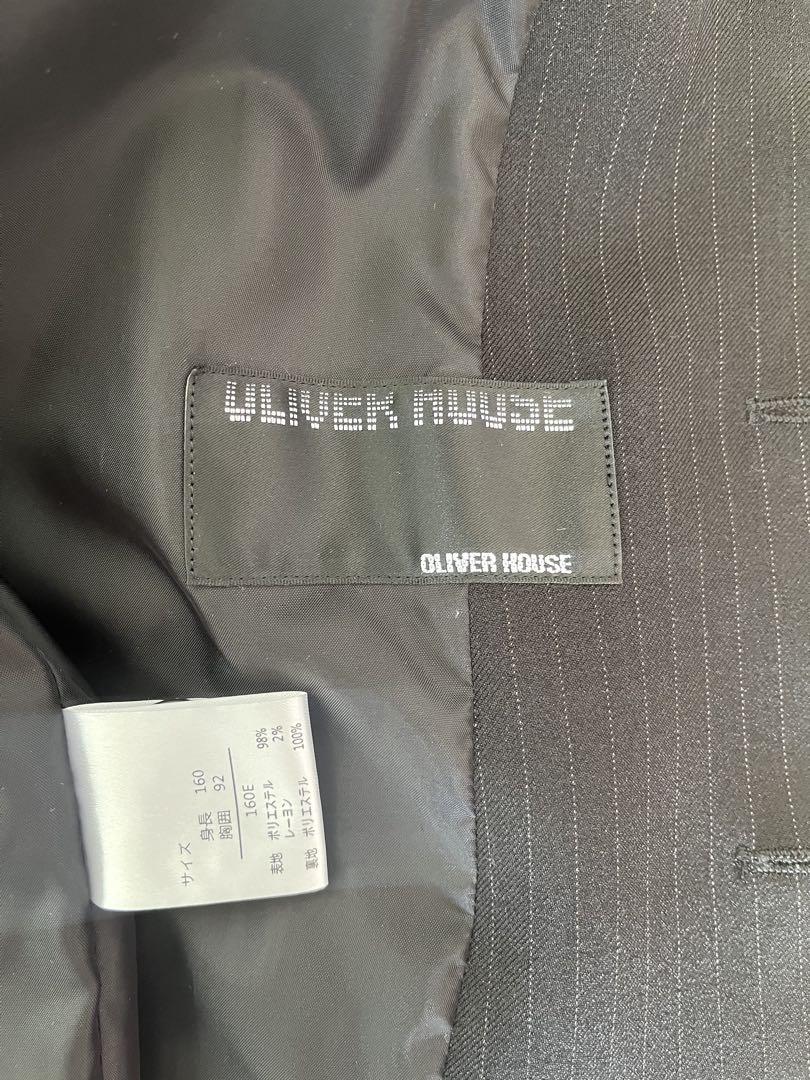 OLIVER HOUSE
OLIVER HOUSE
サイズ
身長 160
胸囲 92
160E
表地 ポリエステル 98%
レーヨン 2%
裏地 ポリエステル 100%